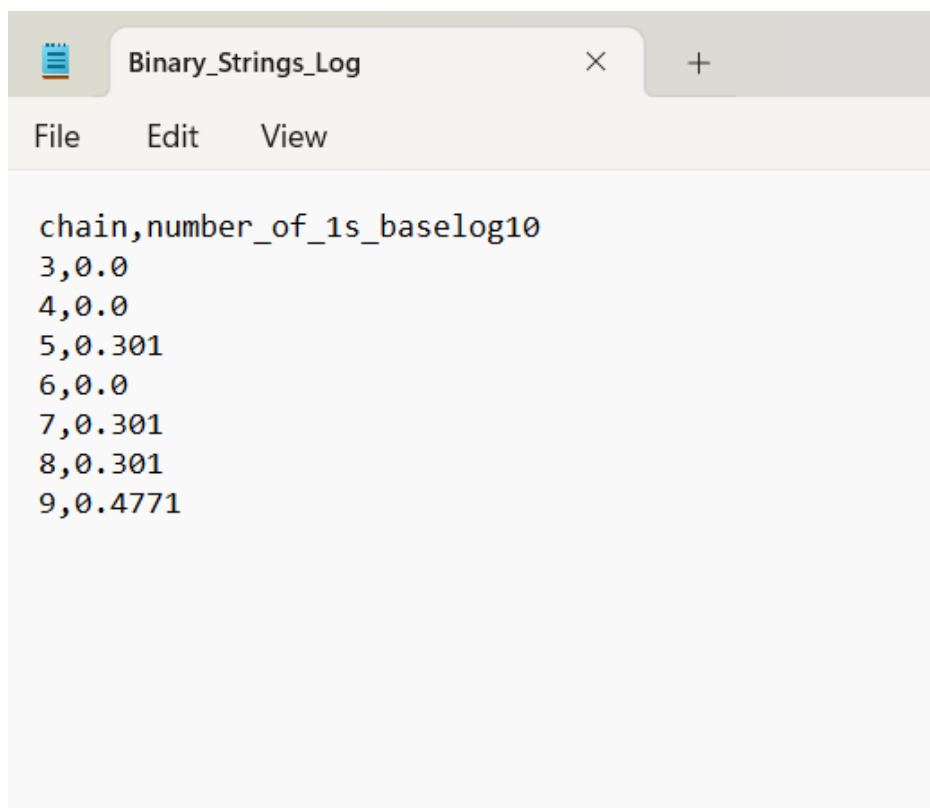 Binary_Strings_Log
File Edit View
chain,number_of_1s_baselog10
3,0.0
4,0.0
5,0.301
6,0.0
7,0.301
8,0.301
9,0.4771